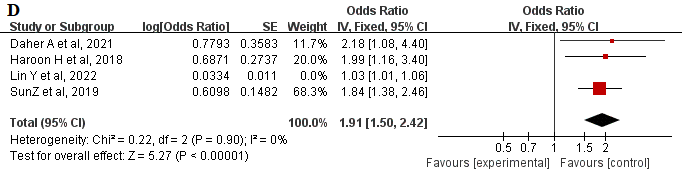 D
Odds Ratio Odds Ratio
Study or Subgroup log[Odds Ratio] SE Weight IV, Fixed, 95% CI IV, Fixed, 95% CI
Daher A et al, 2021 0.7793 0.3583 11.7% 2.18 [1.08, 4.40]
Haroon H et al, 2018 0.6871 0.2737 20.0% 1.99 [1.16, 3.40]
Lin Y et al, 2022 0.0334 0.011 0.0% 1.03 [1.01, 1.06]
SunZ et al, 2019 0.6098 0.1482 68.3% 1.84 [1.38, 2.46]
Total (95% CI) 100.0% 1.91 [1.50, 2.42]
Heterogeneity: Chi² = 0.22, df = 2 (P = 0.90); I² = 0%
Test for overall effect: Z = 5.27 (P < 0.00001)
0.5 0.7 1 1.5 2
Favours [experimental] Favours [control]